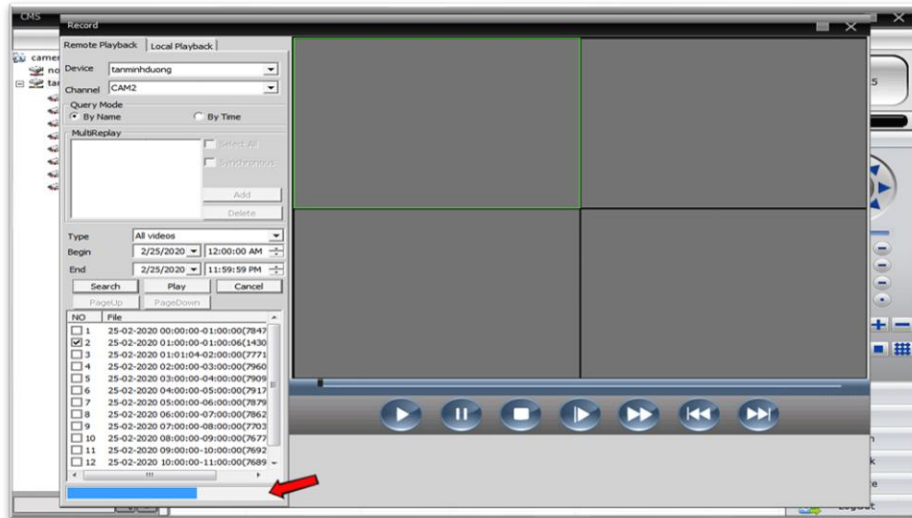 CMS
Record
Remote Playback Local Playback
Device tanminhduong
Channel CAM2
Query Mode
By Name By Time
MultiReplay
Select All
Synchronous
Add
Delete
Type All videos
Begin 2/25/2020 12:00:00 AM
End 2/25/2020 11:59:59 PM
Search Play Cancel
PageUp PageDown
NO File
1 25-02-2020 00:00:00-01:00:00(7847
2 25-02-2020 01:00:00-01:00:06(1430
3 25-02-2020 01:01:04-02:00:00(7771
4 25-02-2020 02:00:00-03:00:00(7960
5 25-02-2020 03:00:00-04:00:00(7909
6 25-02-2020 04:00:00-05:00:00(7917
7 25-02-2020 05:00:00-06:00:00(7879
8 25-02-2020 06:00:00-07:00:00(7862
9 25-02-2020 07:00:00-08:00:00(7703
10 25-02-2020 08:00:00-09:00:00(7677
11 25-02-2020 09:00:00-10:00:00(7692
12 25-02-2020 10:00:00-11:00:00(7689